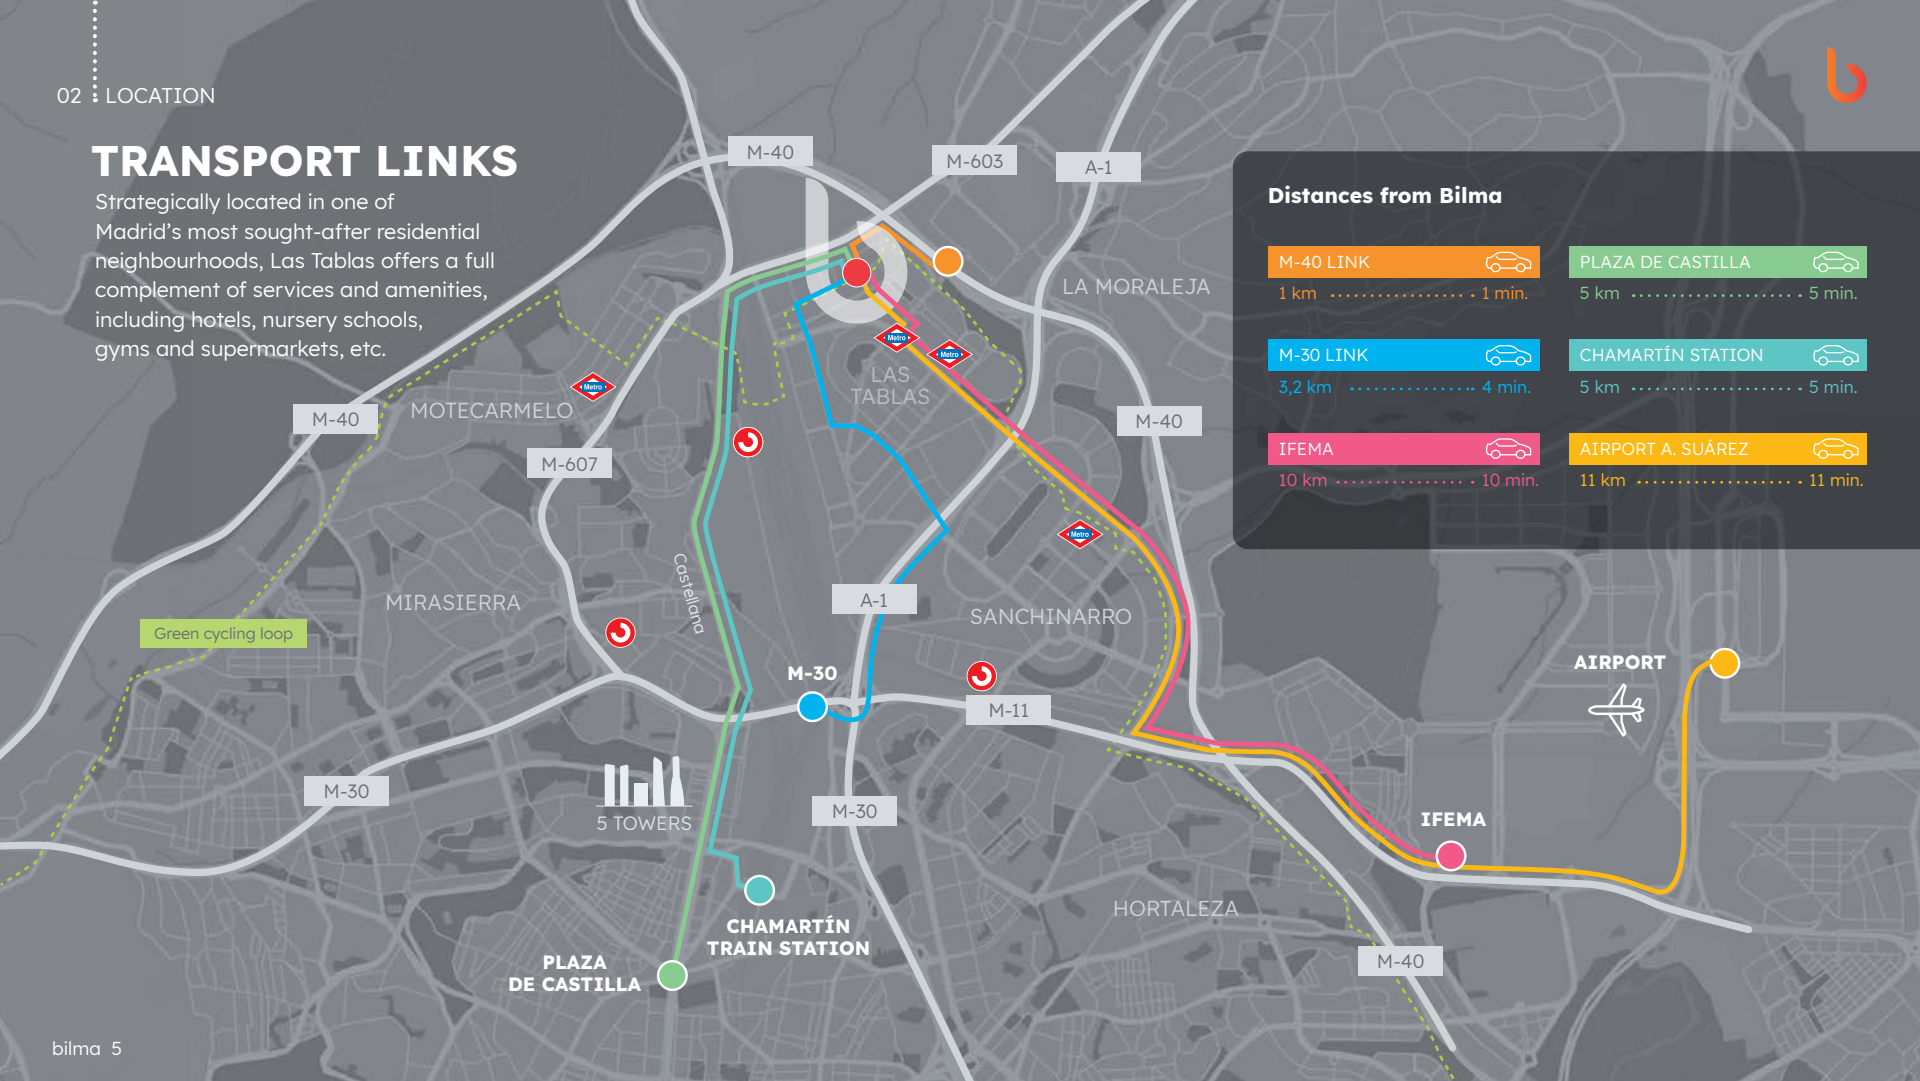 02 LOCATION
TRANSPORT LINKS
Strategically located in one of
Madrid’s most sought-after residential
neighbourhoods, Las Tablas offers a full
complement of services and amenities,
including hotels, nursery schools,
gyms and supermarkets, etc.
M-40
M-603
A-1
LA MORALEJA
Metro
Metro
LAS
TABLAS
Metro
MOTECARMELO
M-40
M-40
M-607
Metro
Castellana
A-1
MIRASIERRA
SANCHINARRO
Green cycling loop
M-30
M-11
AIRPORT
M-30
5 TOWERS
M-30
IFEMA
HORTALEZA
CHAMARTÍN
TRAIN STATION
PLAZA
DE CASTILLA
M-40
Distances from Bilma
M-40 LINK
1 km 1 min.
PLAZA DE CASTILLA
5 km 5 min.
M-30 LINK
3,2 km 4 min.
CHAMARTÍN STATION
5 km 5 min.
IFEMA
10 km 10 min.
AIRPORT A. SUÁREZ
11 km 11 min.
bilma 5